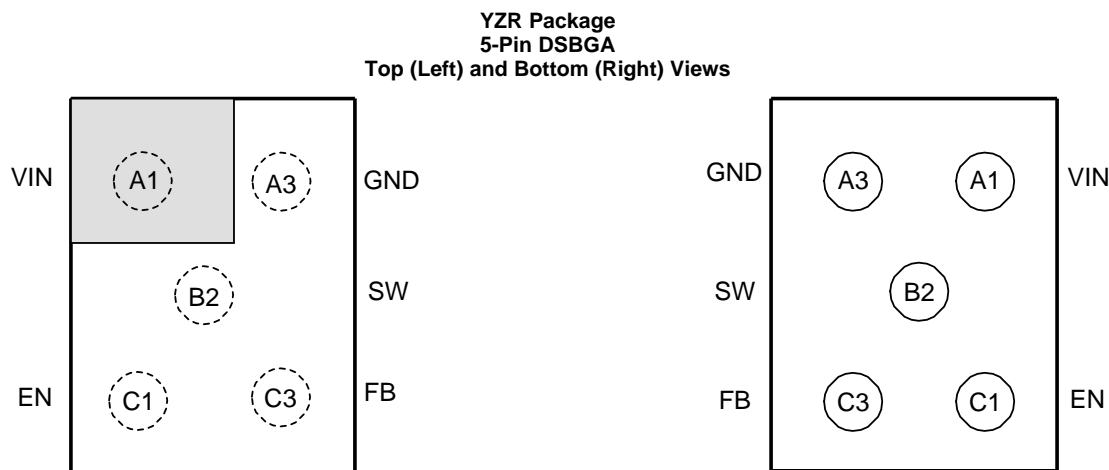 YZR Package
5-Pin DSBGA
Top (Left) and Bottom (Right) Views
VIN A1 A3 GND
B2 SW
EN C1 C3 FB
GND A3 A1 VIN
SW B2
FB C3 C1 EN